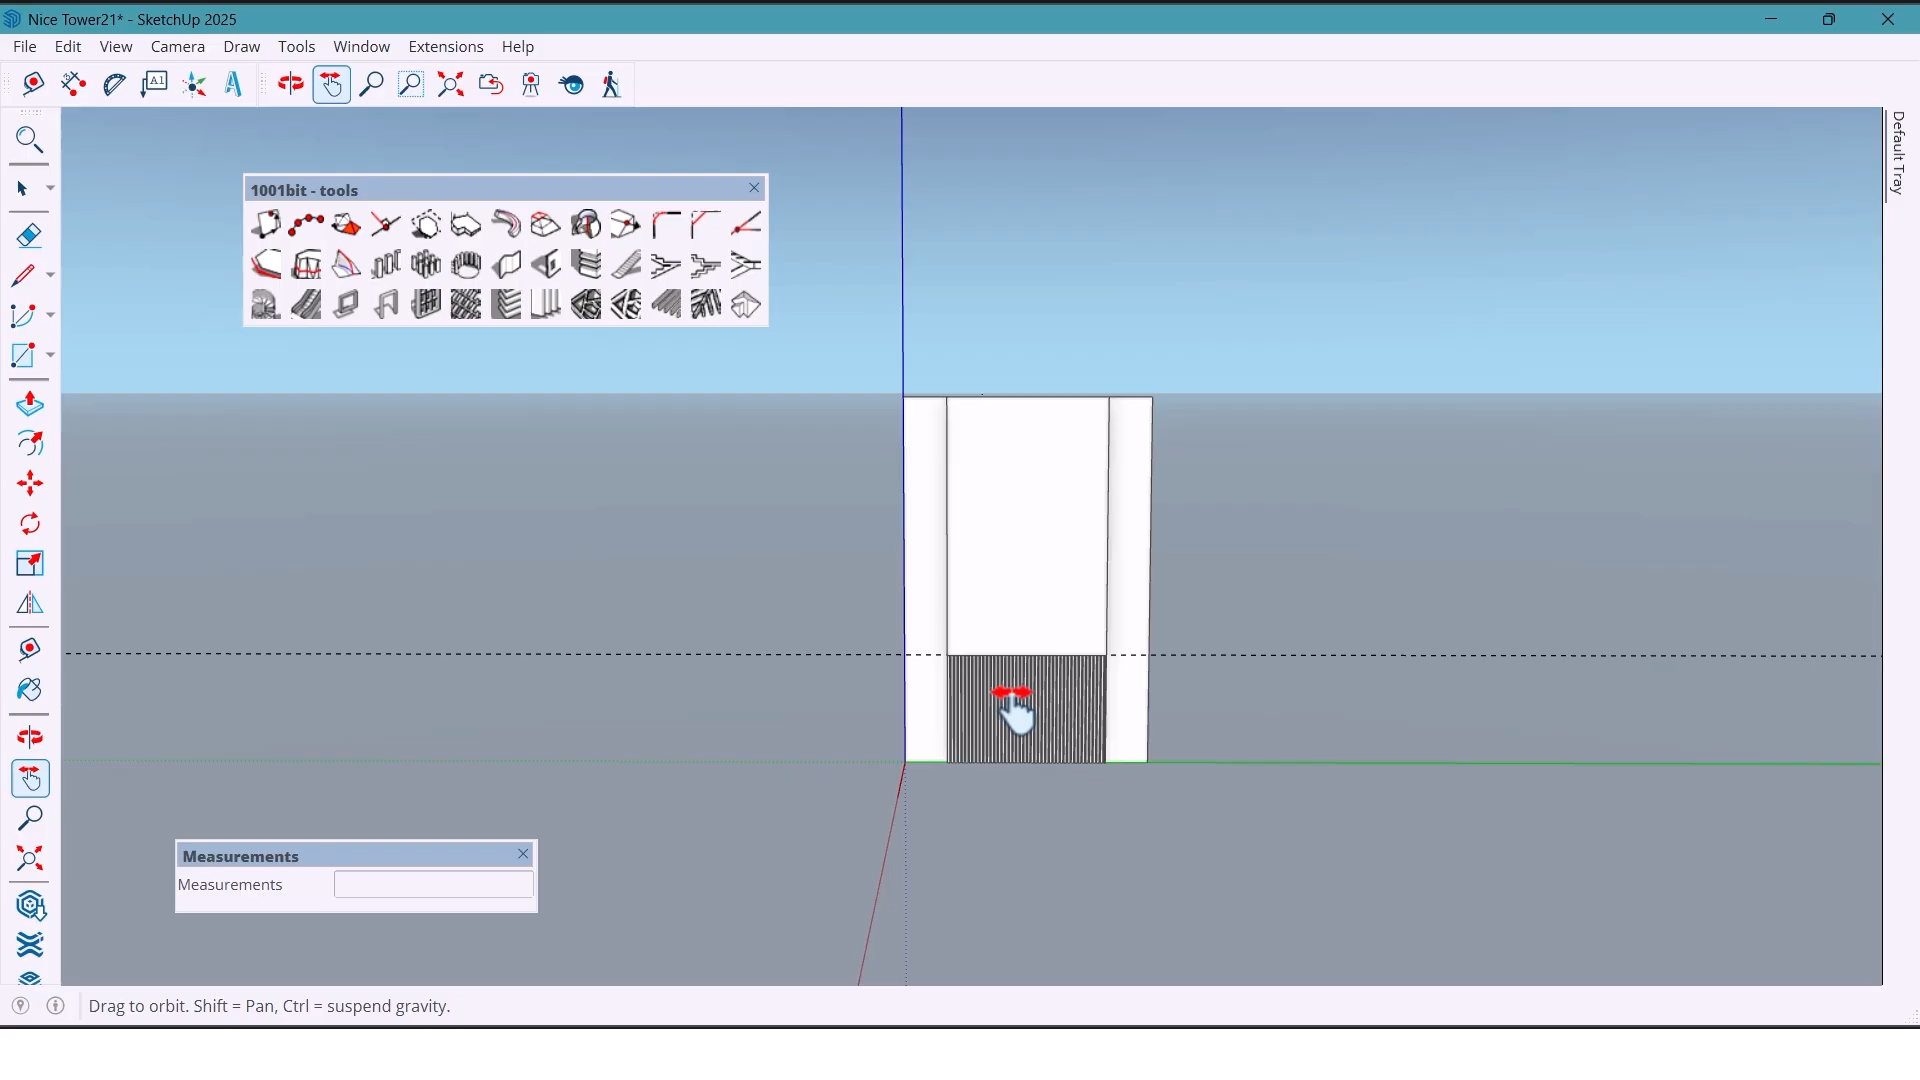 Nice Tower21* - SketchUp 2025
File Edit View Camera Draw Tools Window Extensions Help
A1
Default Tray
1001bit - tools
Measurements
Measurements
Drag to orbit. Shift = Pan, Ctrl = suspend gravity.